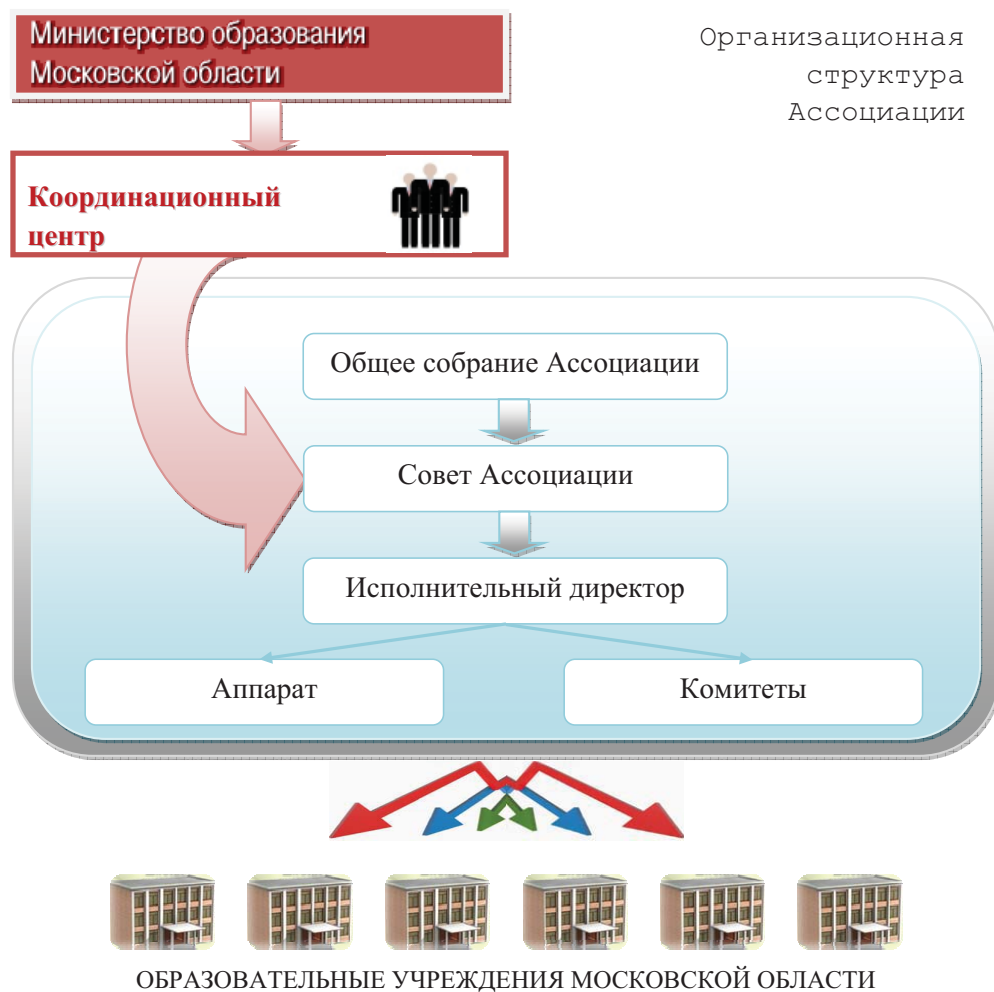 Министерство образования
Московской области
Организационная
структура
Ассоциации
Координационный
центр
Общее собрание Ассоциации
Совет Ассоциации
Исполнительный директор
Аппарат
Комитеты
ОБРАЗОВАТЕЛЬНЫЕ УЧРЕЖДЕНИЯ МОСКОВСКОЙ ОБЛАСТИ